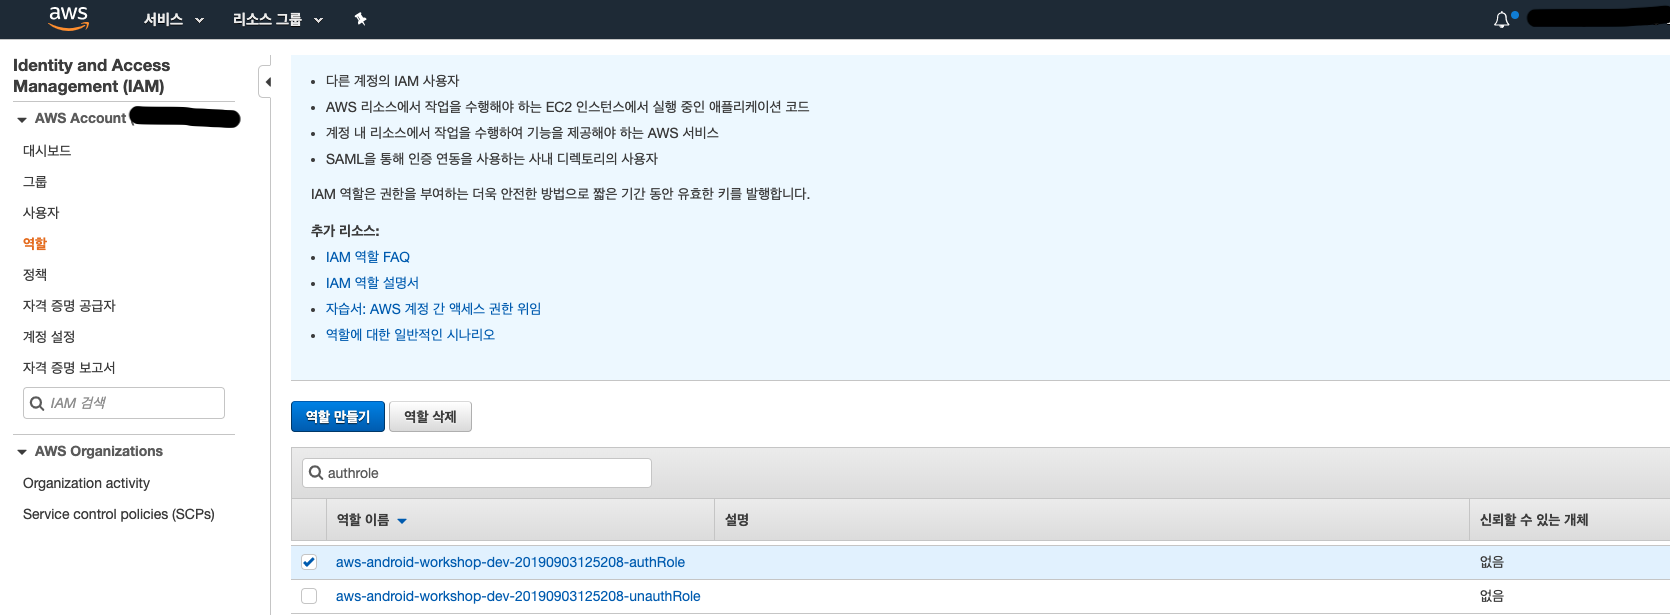 aws 서비스 리소스 그룹
Identity and Access
Management (IAM)
AWS Account (
대시보드
그룹
사용자
역할
정책
자격 증명 공급자
계정 설정
자격 증명 보고서
IAM 검색
AWS Organizations
Organization activity
Service control policies (SCPs)
• 다른 계정의 IAM 사용자
• AWS 리소스에서 작업을 수행해야 하는 EC2 인스턴스에서 실행 중인 애플리케이션 코드
• 계정 내 리소스에서 작업을 수행하여 기능을 제공해야 하는 AWS 서비스
• SAML을 통해 인증 연동을 사용하는 사내 디렉토리의 사용자
IAM 역할은 권한을 부여하는 더욱 안전한 방법으로 짧은 기간 동안 유효한 키를 발행합니다.
추가 리소스:
• IAM 역할 FAQ
• IAM 역할 설명서
• 자습서: AWS 계정 간 액세스 권한 위임
• 역할에 대한 일반적인 시나리오
역할 만들기 역할 삭제
authrole
역할 이름 설명 신뢰할 수 있는 개체
aws-android-workshop-dev-20190903125208-authRole 없음
aws-android-workshop-dev-20190903125208-unauthRole 없음